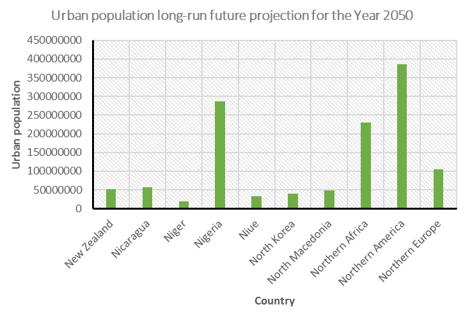 Urban population long-run future projection for the Year 2050
450000000
400000000
350000000
300000000
250000000
200000000
150000000
100000000
50000000
0
Urban population
New Zealand
Nicaragua
Niger
Nigeria
Niue
North Korea
North Macedonia
Northern Africa
Northern America
Northern Europe
Country